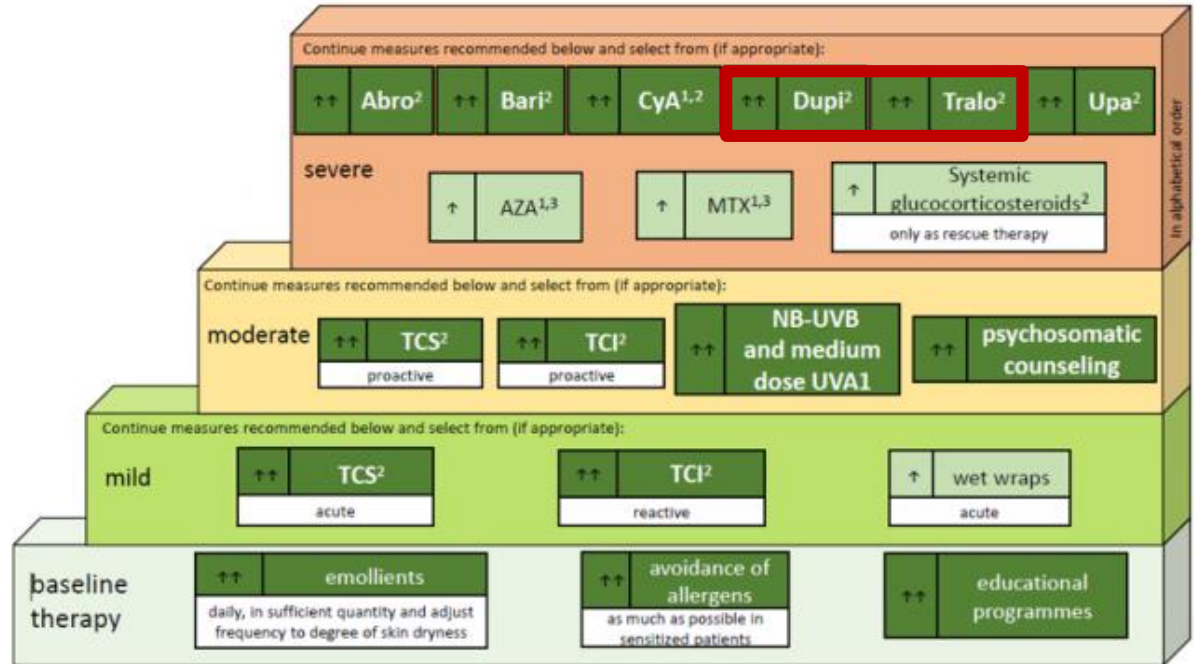 Continue measures recommended below and select from (if appropriate):
↑↑ Abro² ↑↑ Bari² ↑↑ CyA¹,² ↑↑ Dupi² ↑↑ Tralo² ↑↑ Upa²
severe
↑ AZA¹,³
↑ MTX¹,³
↑ Systemic
glucocorticosteroids²
only as rescue therapy
In alphabetical order
Continue measures recommended below and select from (if appropriate):
moderate
↑↑ TCS²
proactive
↑↑ TCI²
proactive
↑↑ NB-UVB
and medium
dose UVA1
↑↑ psychosomatic
counseling
Continue measures recommended below and select from (if appropriate):
mild
↑↑ TCS²
acute
↑↑ TCI²
reactive
↑ wet wraps
acute
baseline
therapy
↑↑ emollients
daily, in sufficient quantity and adjust
frequency to degree of skin dryness
↑↑ avoidance of
allergens
as much as possible in
sensitized patients
↑↑ educational
programmes